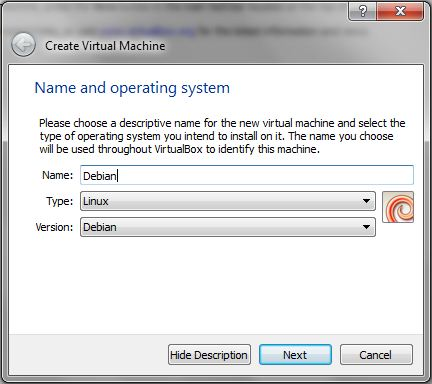 Create Virtual Machine
Name and operating system
Please choose a descriptive name for the new virtual machine and select the
type of operating system you intend to install on it. The name you choose
will be used throughout VirtualBox to identify this machine.
Name: Debian
Type: Linux
Version: Debian
Hide Description Next Cancel